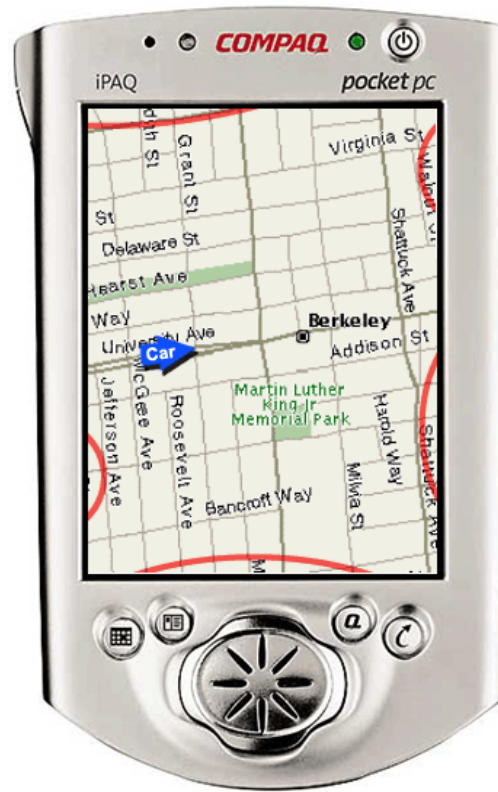 COMPAQ
iPAQ
pocket pc
Grant St
Virginia St
Walnut St
St
Delaware St
Shattuck Ave
Hearst Ave
Way
University Ave
Berkeley
Car
Addison St
McGee Ave
Jefferson Ave
Roosevelt Ave
Martin Luther
King Jr
Memorial Park
Harold Way
Shattuck Ave
Milvia St
Bancroft Way
M